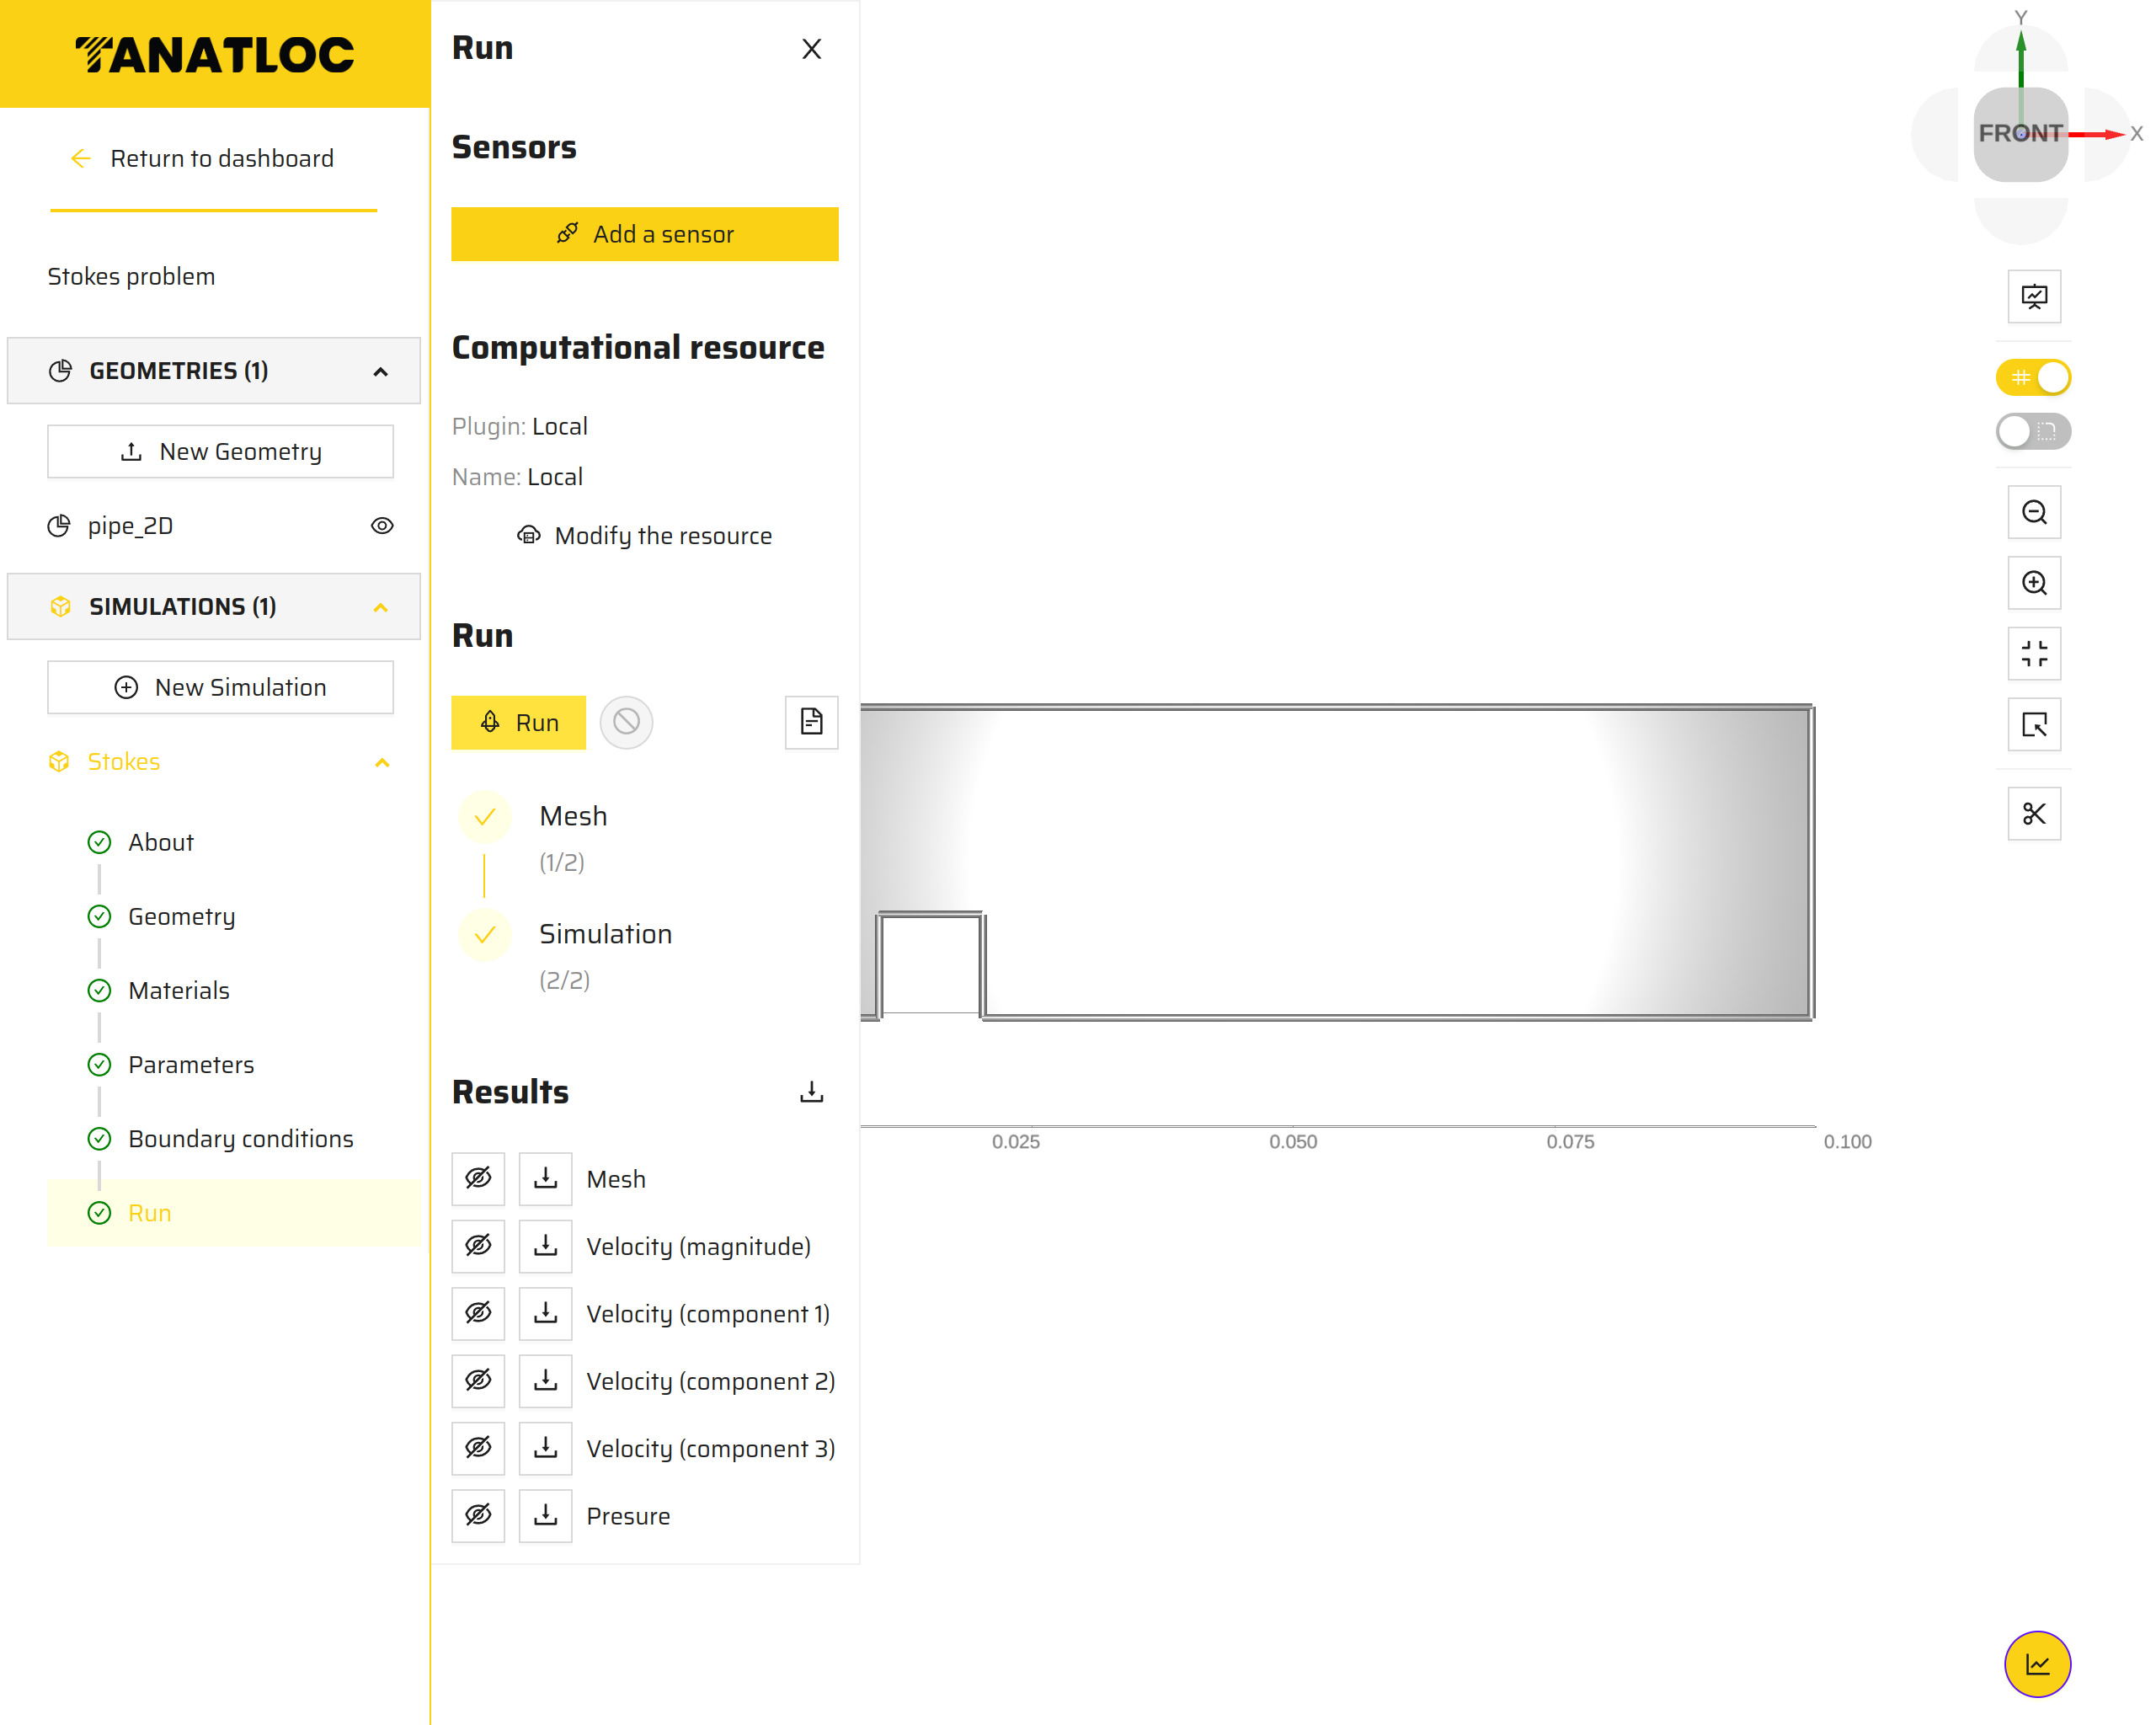 TANATLOC
Return to dashboard
Stokes problem
GEOMETRIES (1)
New Geometry
pipe_2D
SIMULATIONS (1)
New Simulation
Stokes
About
Geometry
Materials
Parameters
Boundary conditions
Run
Run
Sensors
Add a sensor
Computational resource
Plugin: Local
Name: Local
Modify the resource
Run
Run
Mesh
(1/2)
Simulation
(2/2)
Results
Mesh
Velocity (magnitude)
Velocity (component 1)
Velocity (component 2)
Velocity (component 3)
Presure
Y
FRONT
X
0.025
0.050
0.075
0.100